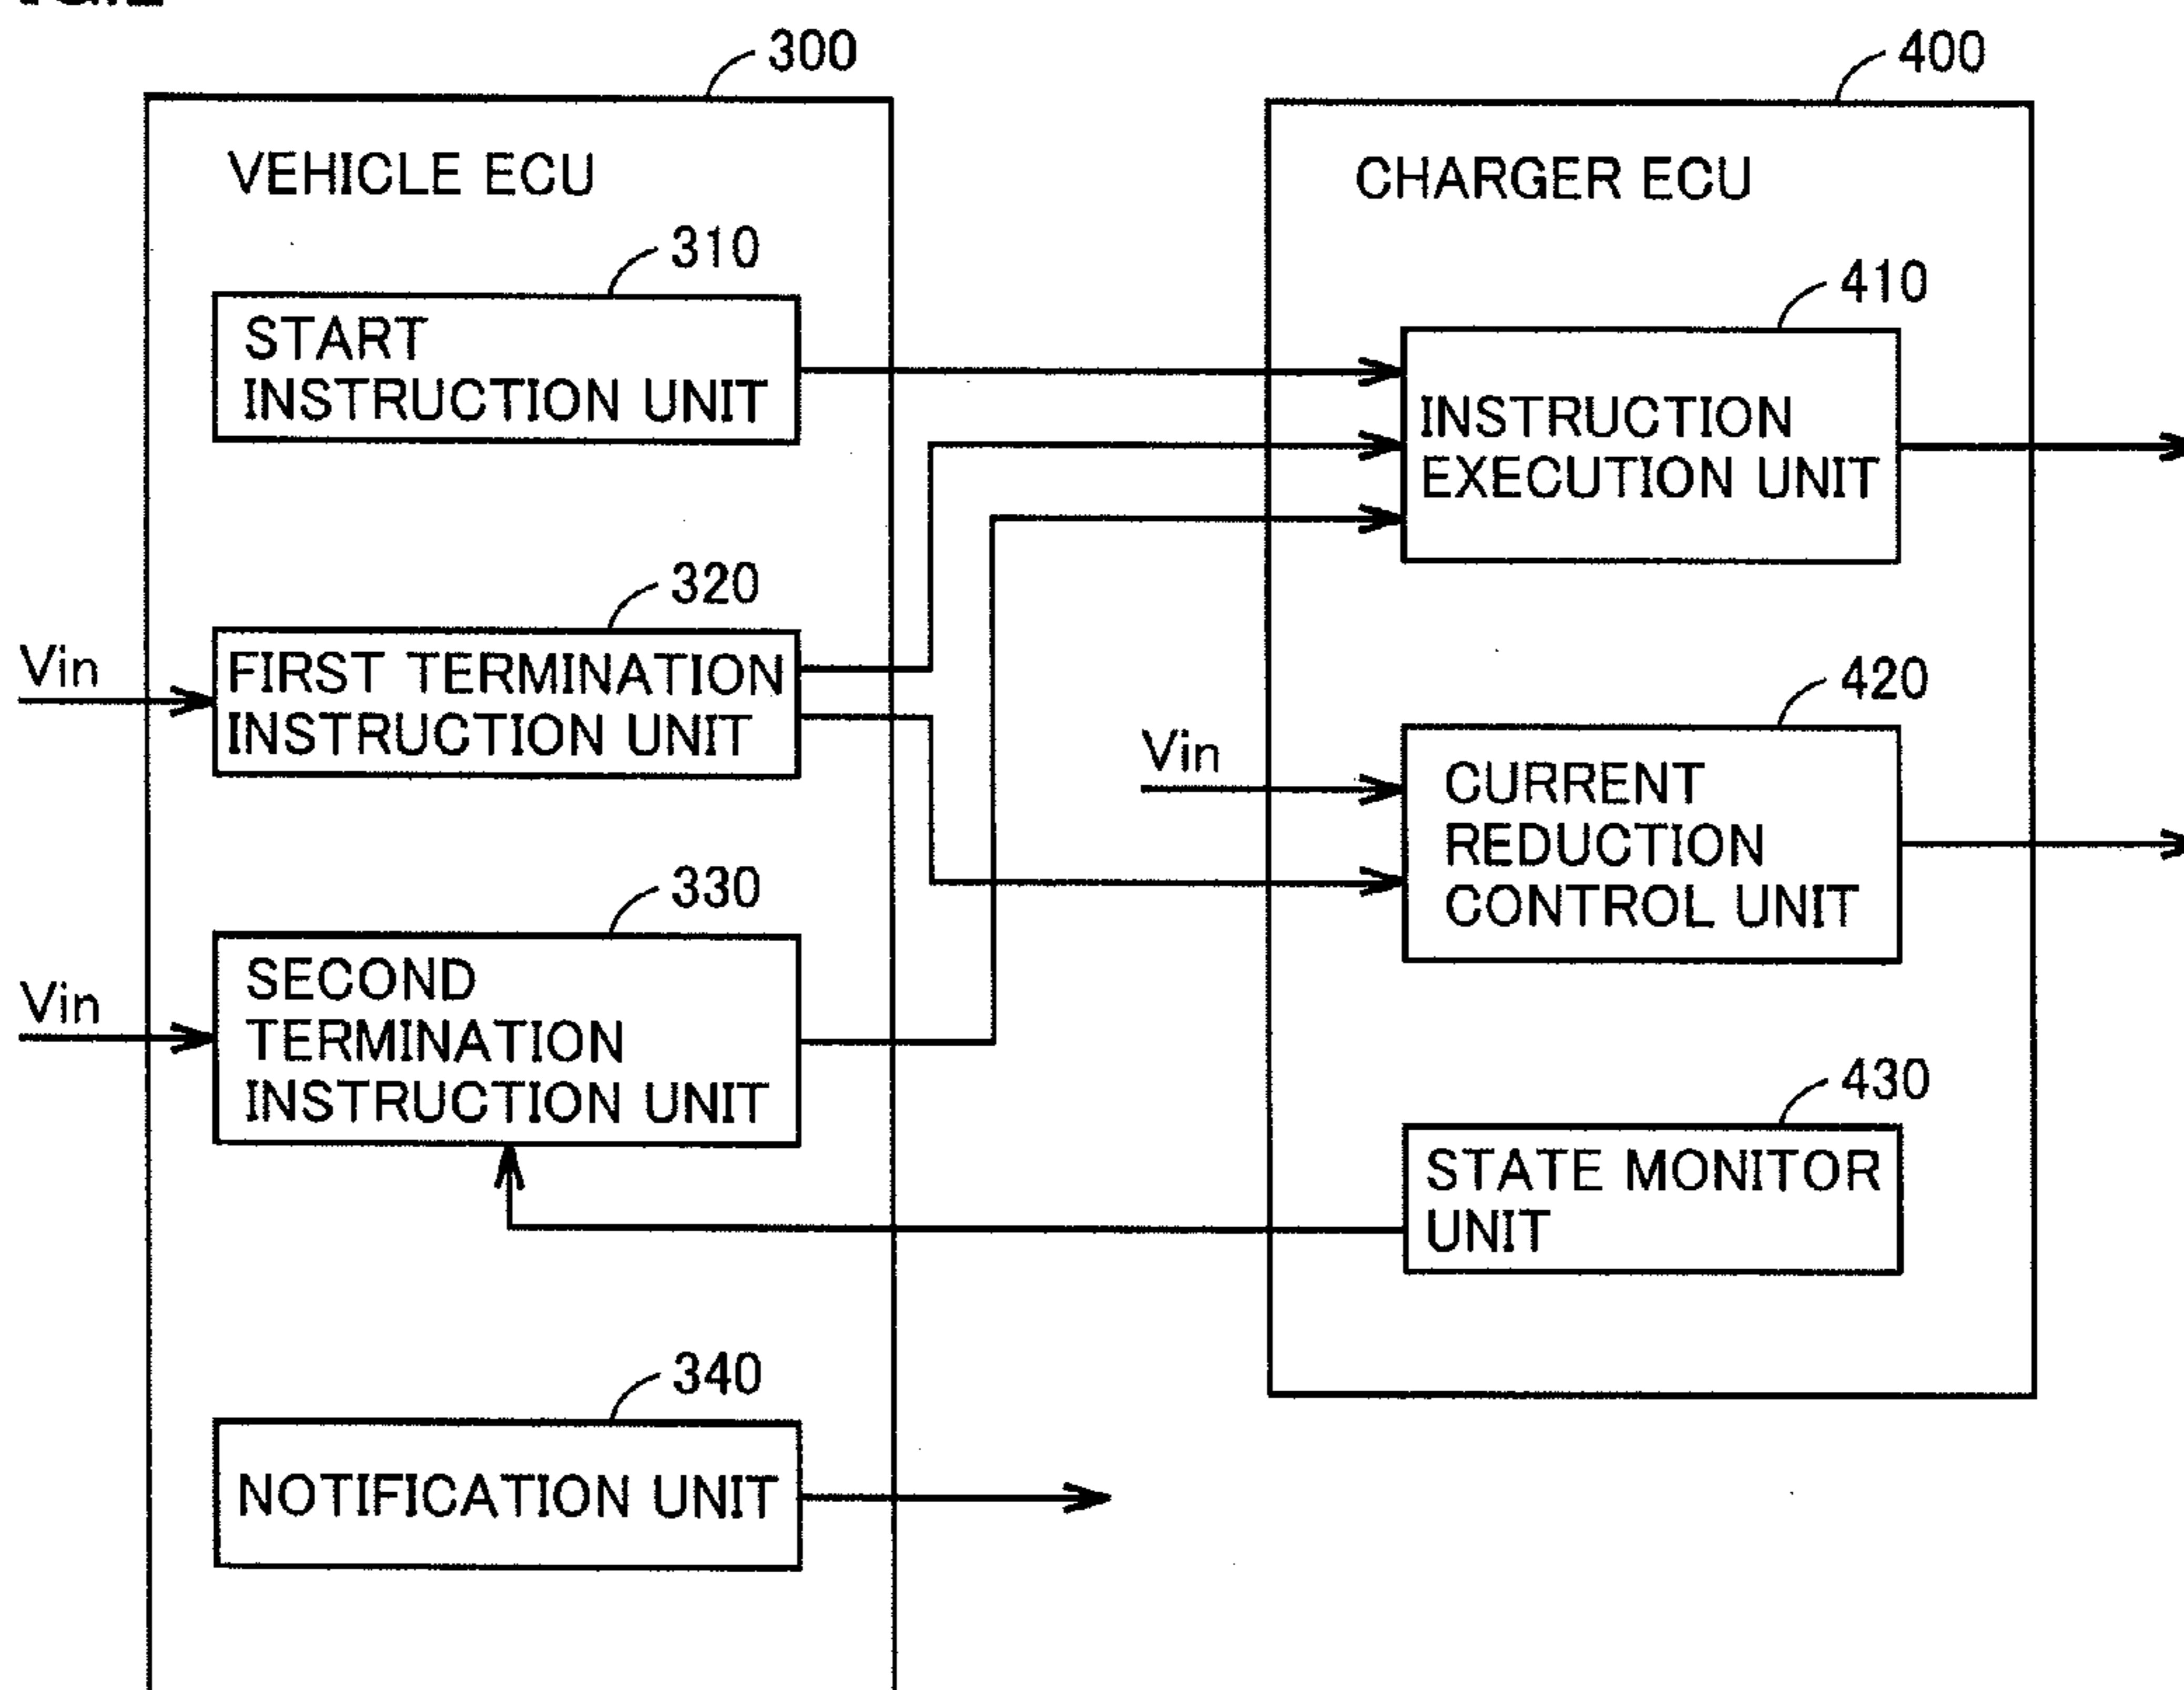 300
VEHICLE ECU
310
START
INSTRUCTION UNIT
320
Vin
FIRST TERMINATION
INSTRUCTION UNIT
330
Vin
SECOND
TERMINATION
INSTRUCTION UNIT
340
NOTIFICATION UNIT
400
CHARGER ECU
410
INSTRUCTION
EXECUTION UNIT
420
Vin
CURRENT
REDUCTION
CONTROL UNIT
430
STATE MONITOR
UNIT